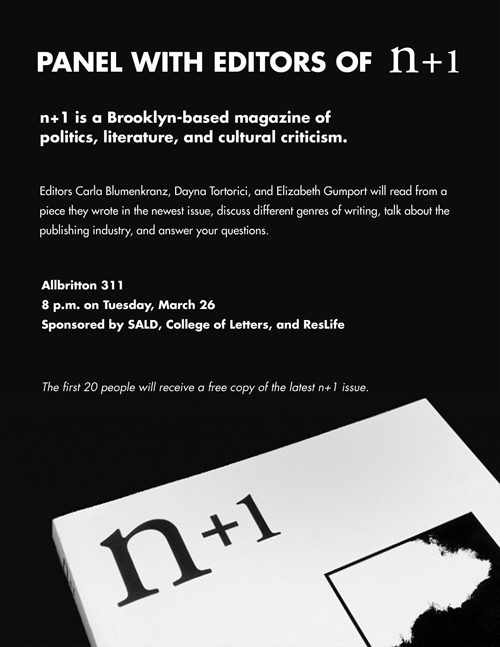 PANEL WITH EDITORS OF n+1
n+1 is a Brooklyn-based magazine of
politics, literature, and cultural criticism.
Editors Carla Blumenkranz, Dayna Tortorici, and Elizabeth Gumport will read from a
piece they wrote in the newest issue, discuss different genres of writing, talk about the
publishing industry, and answer your questions.
Allbritton 311
8 p.m. on Tuesday, March 26
Sponsored by SALD, College of Letters, and ResLife
The first 20 people will receive a free copy of the latest n+1 issue.
n+1